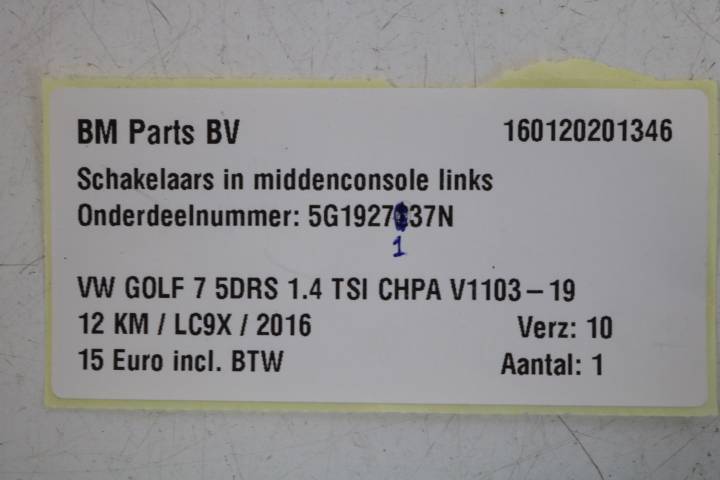 BM Parts BV 160120201346
Schakelaars in middenconsole links
Onderdeelnummer: 5G1927137N
1
VW GOLF 7 5DRS 1.4 TSI CHPA V1103-19
12 KM / LC9X / 2016 Verz: 10
15 Euro incl. BTW Aantal: 1